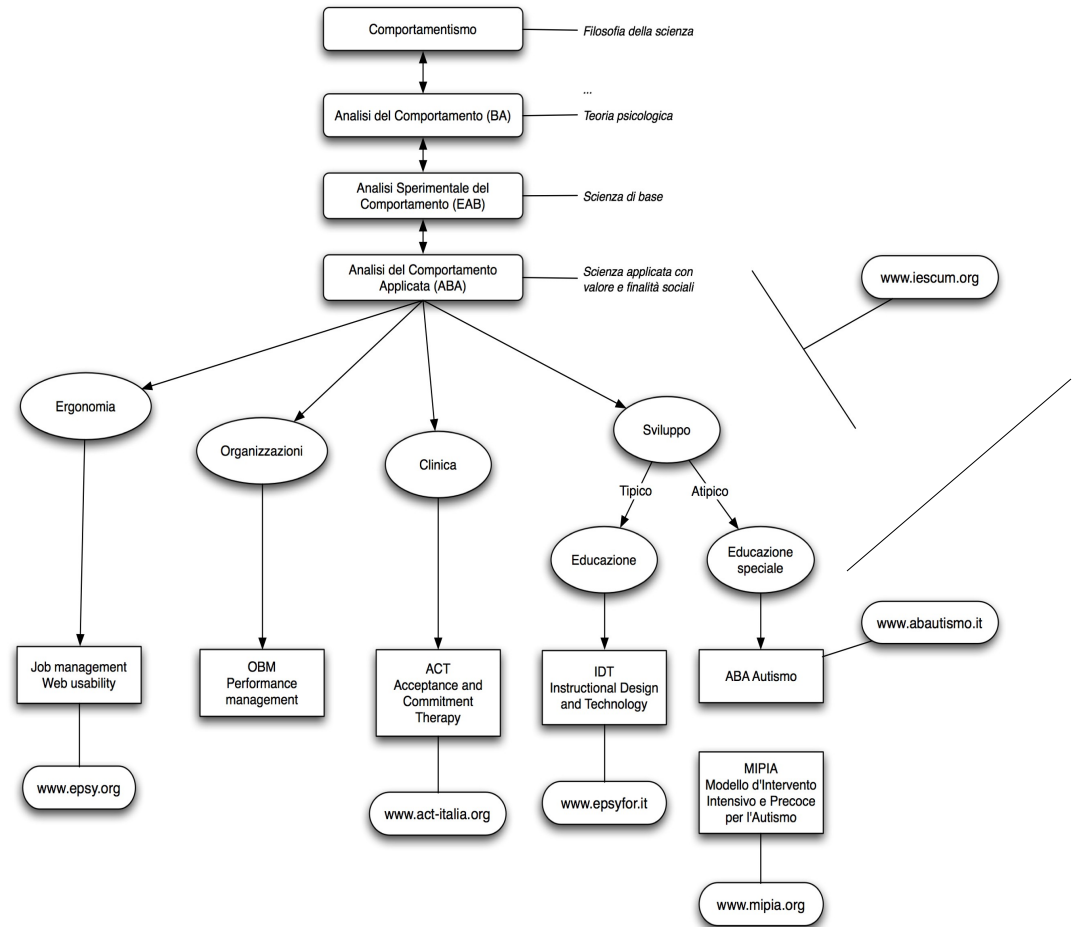 Comportamentismo
Filosofia della scienza
...
Analisi del Comportamento (BA)
Teoria psicologica
Analisi Sperimentale del
Comportamento (EAB)
Scienza di base
Analisi del Comportamento
Applicata (ABA)
Scienza applicata con
valore e finalità sociali
www.iescum.org
Ergonomia
Organizzazioni
Clinica
Sviluppo
Tipico
Atipico
Educazione
Educazione
speciale
www.abautismo.it
Job management
Web usability
OBM
Performance
management
ACT
Acceptance and
Commitment
Therapy
IDT
Instructional Design
and Technology
ABA Autismo
www.epsy.org
www.act-italia.org
www.epsyfor.it
MIPIA
Modello d'Intervento
Intensivo e Precoce
per l'Autismo
www.mipia.org